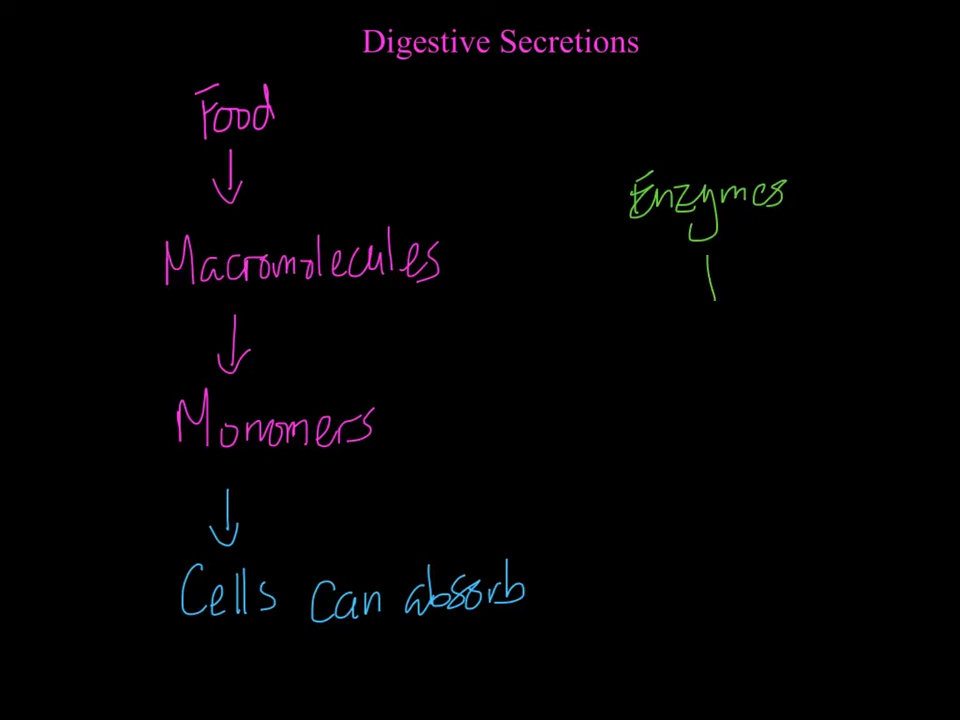 Digestive Secretions
Food
Enzymes
Macromolecules
Monomers
Cells can absorb